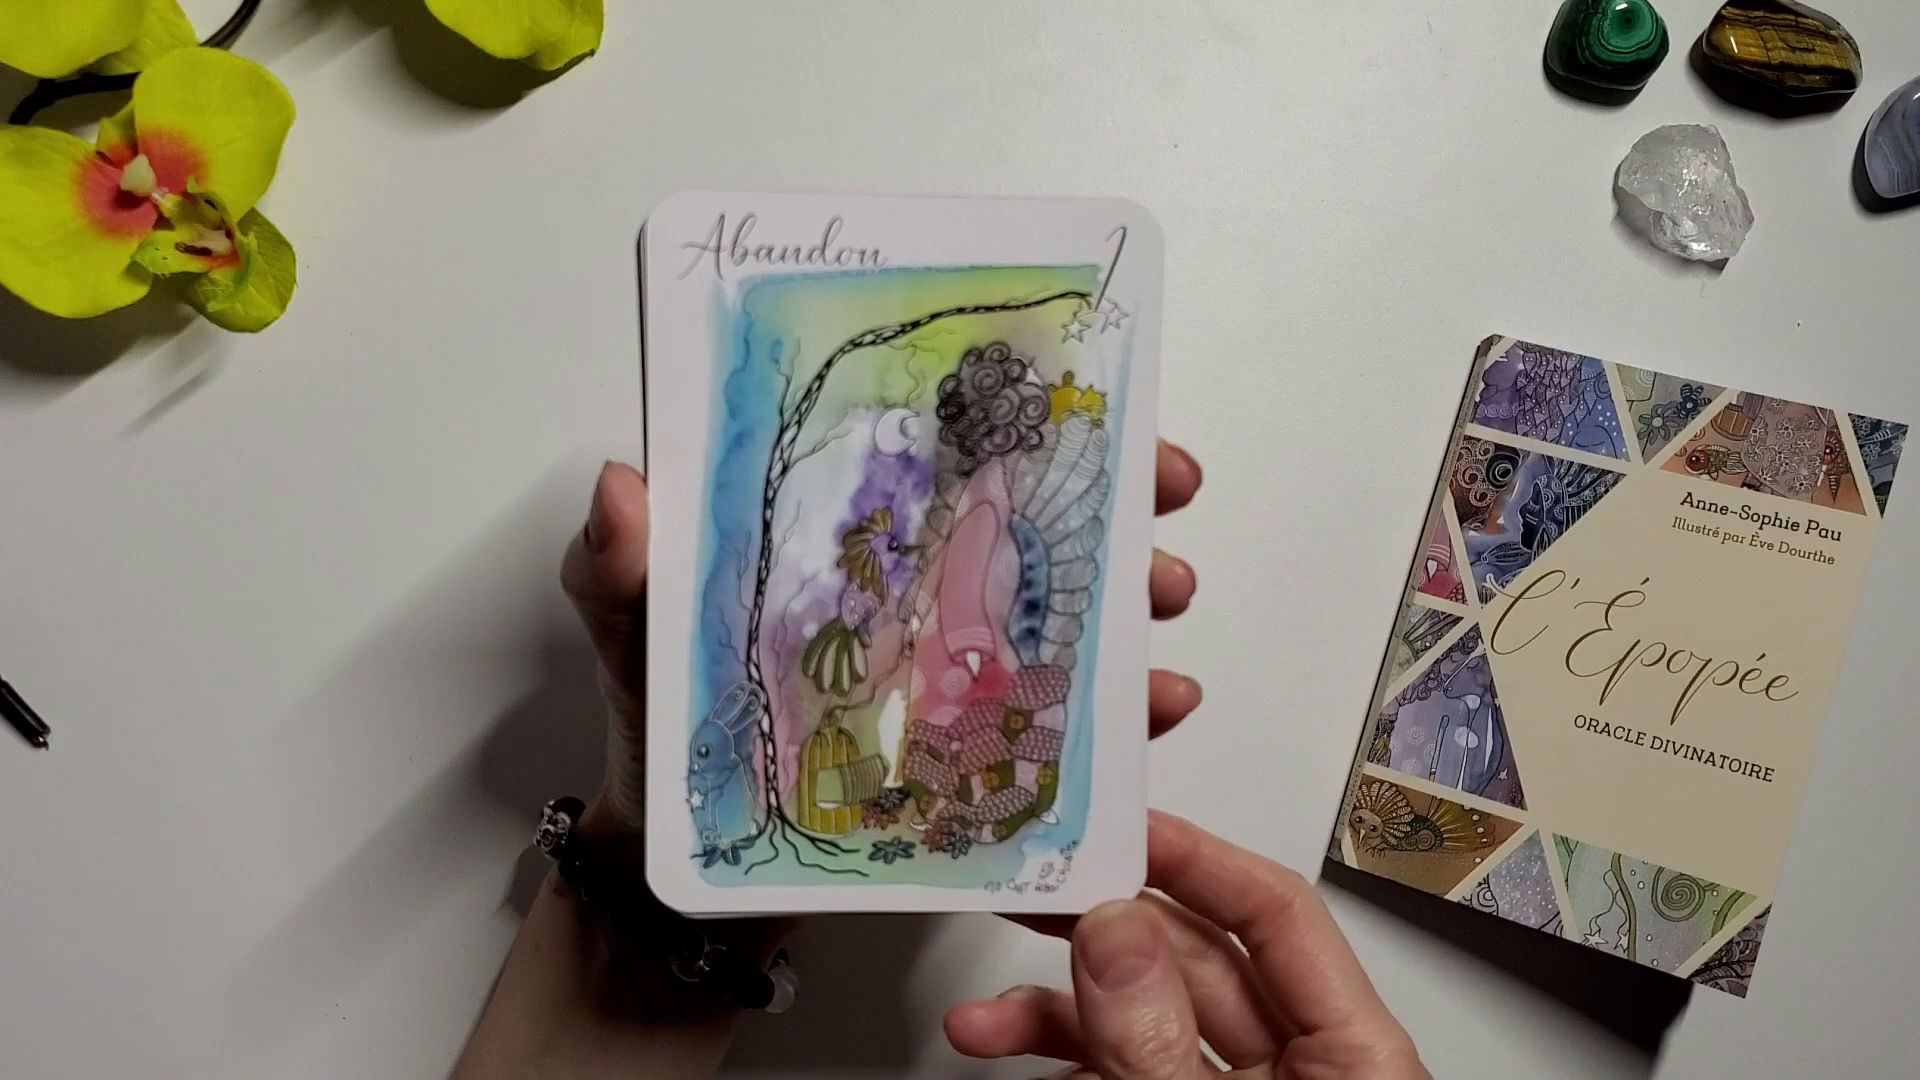 Abandon
1
Anne-Sophie Pau
Illustré par Ève Dourthe
l'Épopée
ORACLE DIVINATOIRE